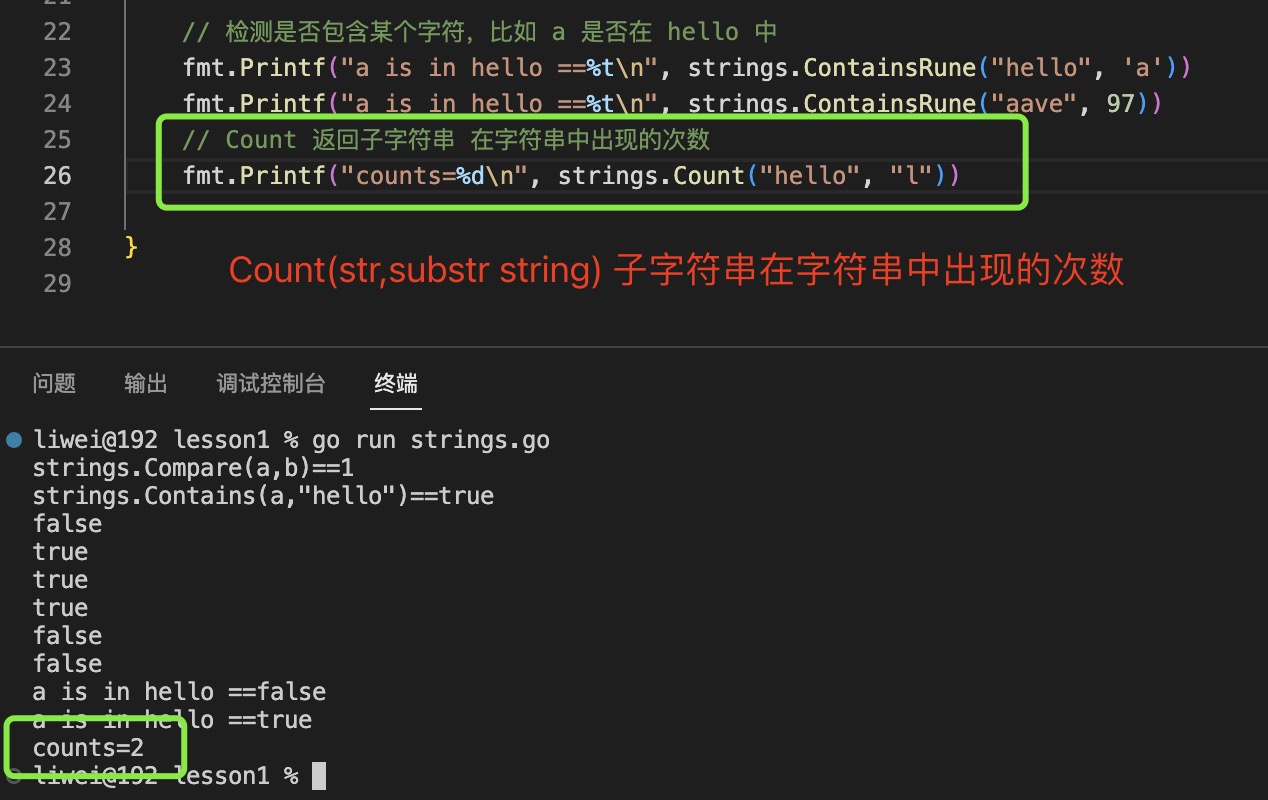 21
22 // 检测是否包含某个字符，比如 a 是否在 hello 中
23 fmt.Printf("a is in hello ==%t\n", strings.ContainsRune("hello", 'a'))
24 fmt.Printf("a is in hello ==%t\n", strings.ContainsRune("aave", 97))
25 // Count 返回子字符串 在字符串中出现的次数
26 fmt.Printf("counts=%d\n", strings.Count("hello", "l"))
27
28 }
29
Count(str,substr string) 子字符串在字符串中出现的次数
问题 输出 调试控制台 终端
liwei@192 lesson1 % go run strings.go
strings.Compare(a,b)==1
strings.Contains(a,"hello")==true
false
true
true
true
false
false
a is in hello ==false
a is in hello ==true
counts=2
liwei@192 lesson1 %